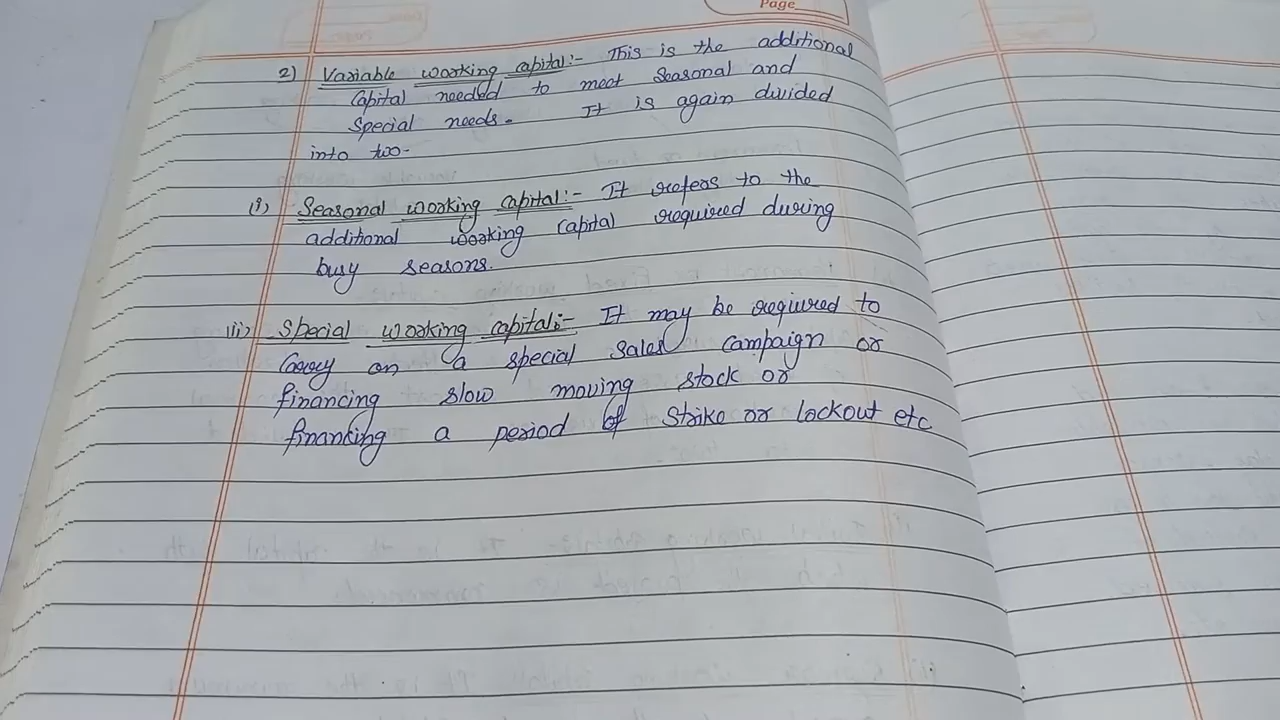 Page
2) Variable working capital:- This is the additional
Capital needed to meet Seasonal and
Special needs. It is again divided
into two-
(i) Seasonal working capital:- It refers to the
additional working capital required during
busy seasons.
(ii) Special working capital:- It may be required to
carry on a special sales campaign or
financing slow moving stock or
financing a period of Strike or lockout etc